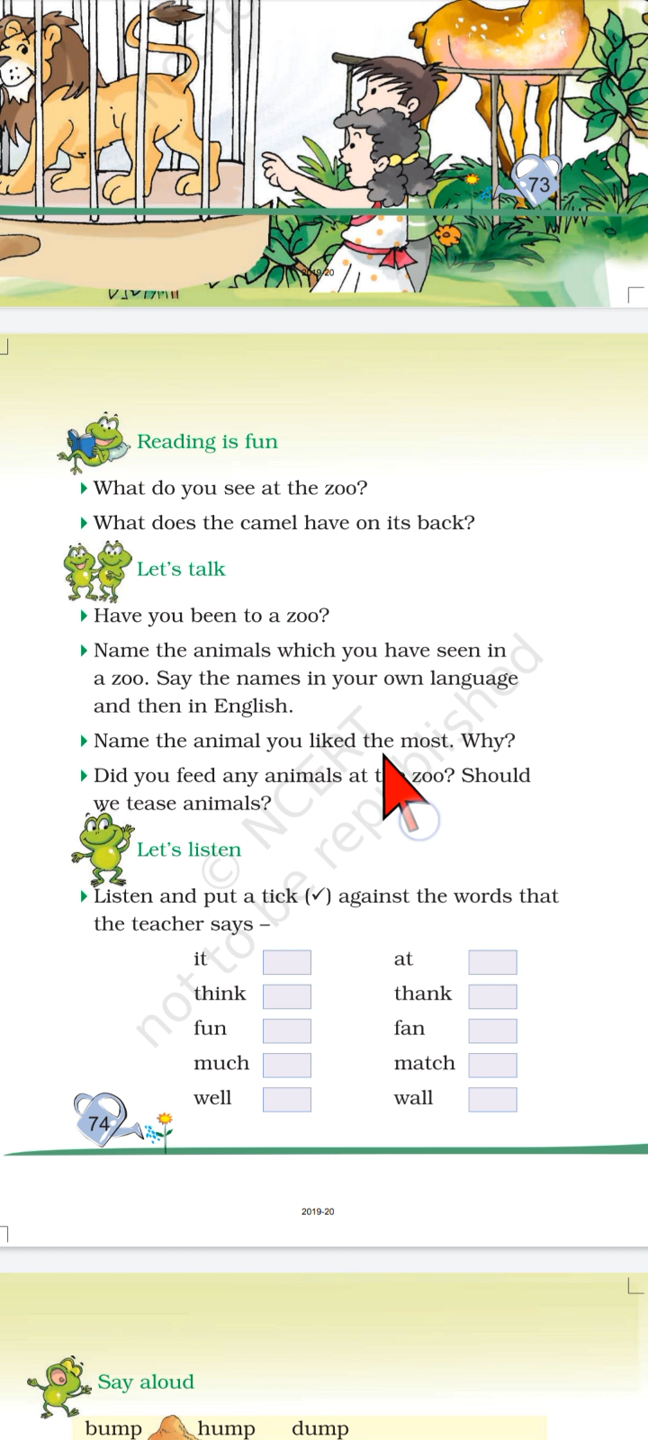 73
2019-20
Reading is fun
What do you see at the zoo?
What does the camel have on its back?
Let's talk
Have you been to a zoo?
Name the animals which you have seen in
a zoo. Say the names in your own language
and then in English.
Name the animal you liked the most. Why?
Did you feed any animals at the zoo? Should
we tease animals?
Let's listen
Listen and put a tick (✓) against the words that
the teacher says –
it at
think thank
fun fan
much match
well wall
74
© NCERT
not to be republished
2019-20
Say aloud
bump hump dump